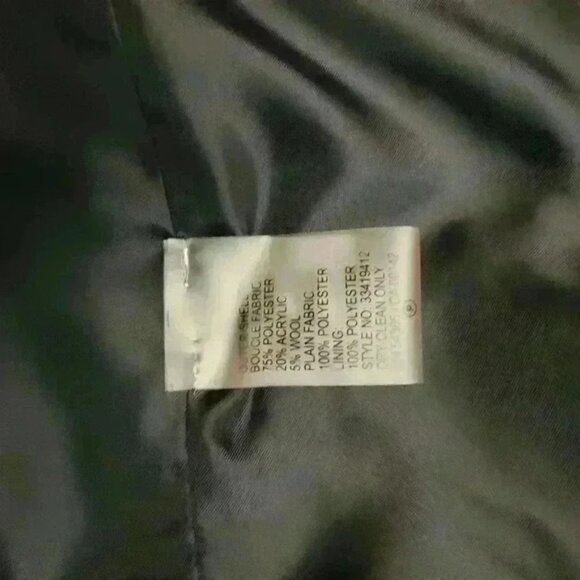 OUTER SHELL
BOUCLE FABRIC
75% POLYESTER
20% ACRYLIC
5% WOOL
PLAIN FABRIC
100% POLYESTER
LINING:
100% POLYESTER
STYLE NO: 33419412
DRY CLEAN ONLY